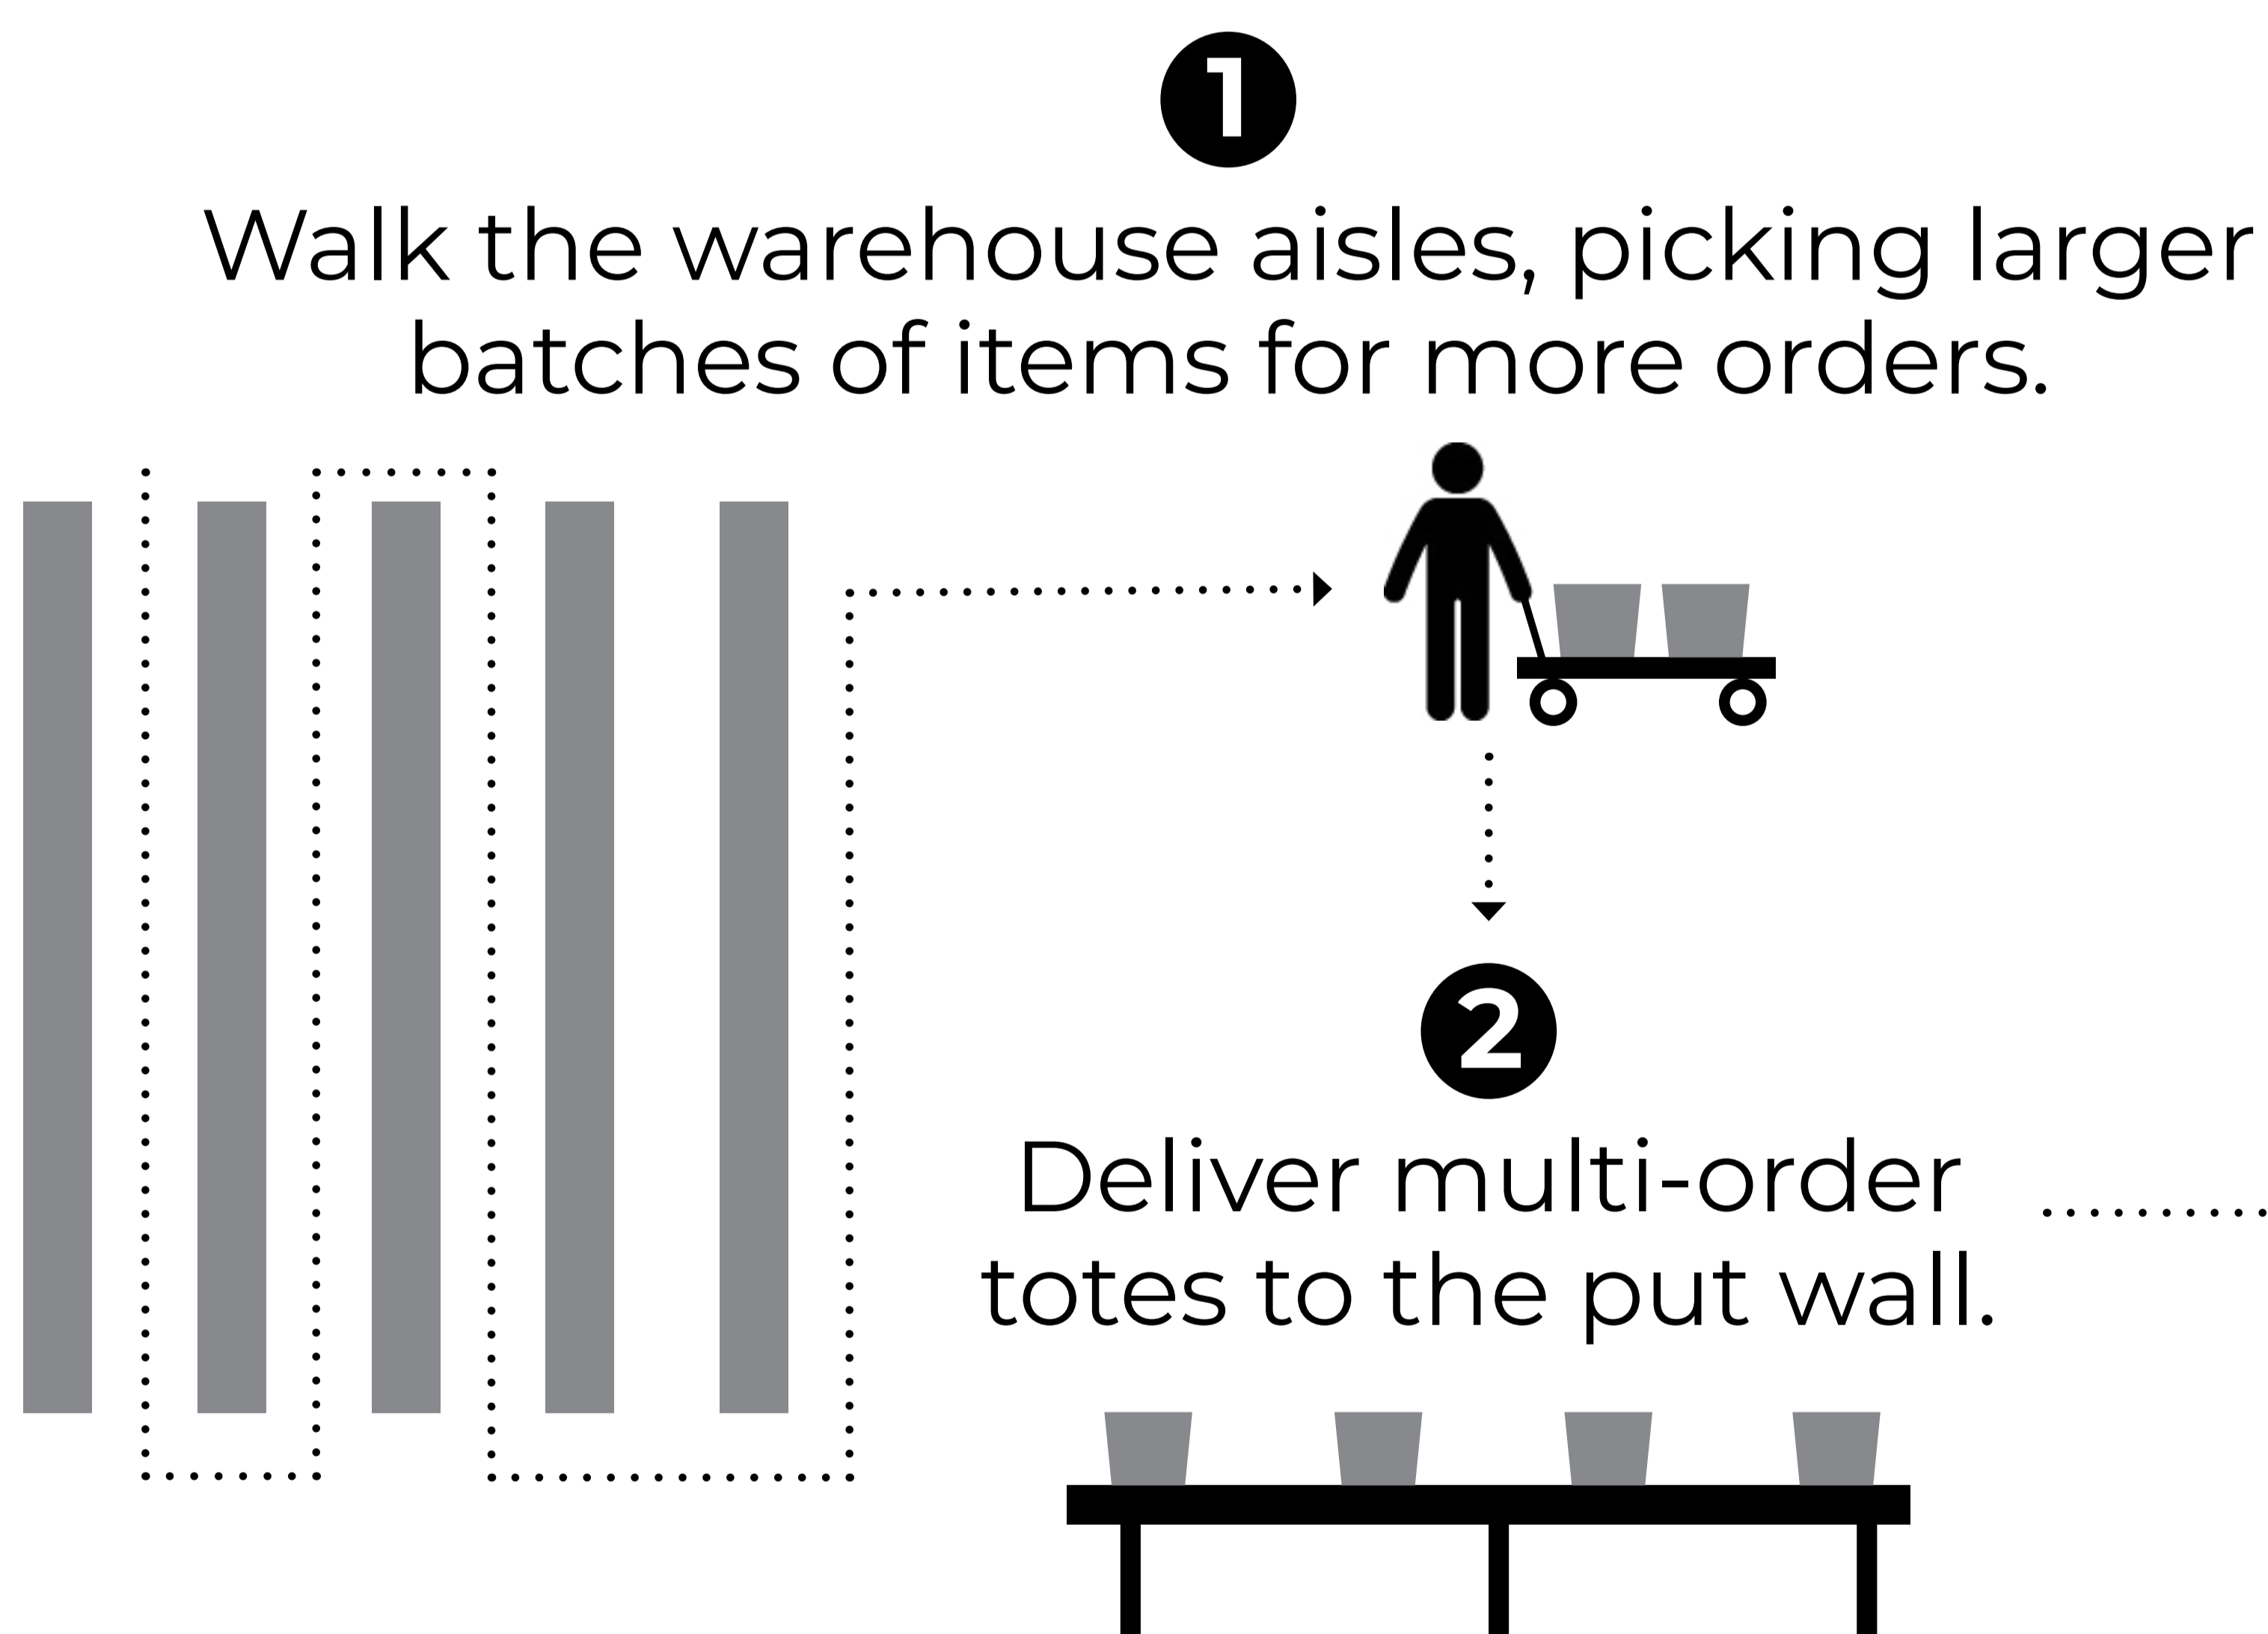 1
Walk the warehouse aisles, picking larger
batches of items for more orders.
2
Deliver multi-order
totes to the put wall.